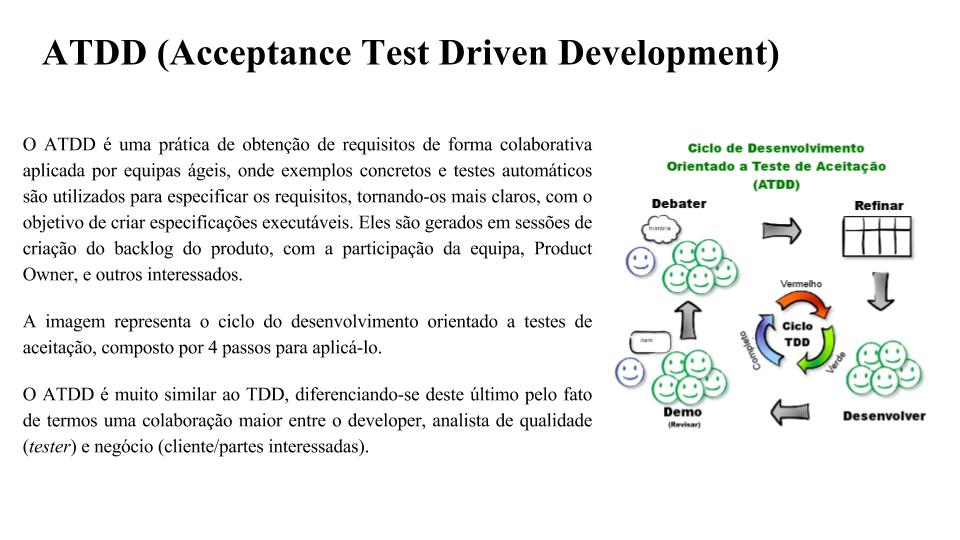 ATDD (Acceptance Test Driven Development)
O ATDD é uma prática de obtenção de requisitos de forma colaborativa
aplicada por equipas ágeis, onde exemplos concretos e testes automáticos
são utilizados para especificar os requisitos, tornando-os mais claros, com o
objetivo de criar especificações executáveis. Eles são gerados em sessões de
criação do backlog do produto, com a participação da equipa, Product
Owner, e outros interessados.
A imagem representa o ciclo do desenvolvimento orientado a testes de
aceitação, composto por 4 passos para aplicá-lo.
O ATDD é muito similar ao TDD, diferenciando-se deste último pelo fato
de termos uma colaboração maior entre o developer, analista de qualidade
(tester) e negócio (cliente/partes interessadas).
Ciclo de Desenvolvimento
Orientado a Teste de Aceitação
(ATDD)
Debater
história
Refinar
Vermelho
Ciclo
TDD
Verde
Completo
item
Demo
(Revisar)
Desenvolver